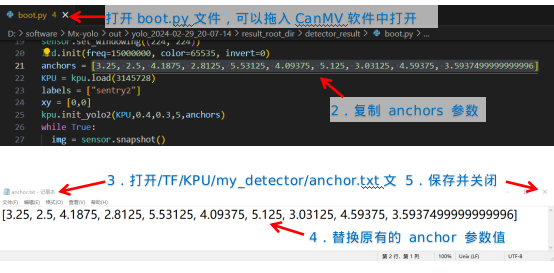 boot.py 4
1. 打开 boot.py 文件，可以拖入 CanMV 软件中打开
D: > software > Mx-yolo > out > yolo_2024-02-29_20-07-14 > result_root_dir > detector_result > boot.py > ...
19 sensor.set_windowing((224, 224))
20 d.init(freq=15000000, color=65535, invert=0)
21 anchors = [3.25, 2.5, 4.1875, 2.8125, 5.53125, 4.09375, 5.125, 3.03125, 4.59375, 3.5937499999999996]
22 KPU = kpu.load(3145728)
23 labels = ["sentry2"]
24 xy = [0,0]
25 kpu.init_yolo2(KPU,0.4,0.3,5,anchors)
26 while True:
27 img = sensor.snapshot()
2．复制 anchors 参数
3．打开/TF/KPU/my_detector/anchor.txt文 5．保存并关闭
anchor.txt - 记事本
文件(F) 编辑(E) 格式(O) 查看(V) 帮助(H)
[3.25, 2.5, 4.1875, 2.8125, 5.53125, 4.09375, 5.125, 3.03125, 4.59375, 3.5937499999999996]
4．替换原有的 anchor 参数值
第 2 行，第 1 列 100% Unix (LF) UTF-8